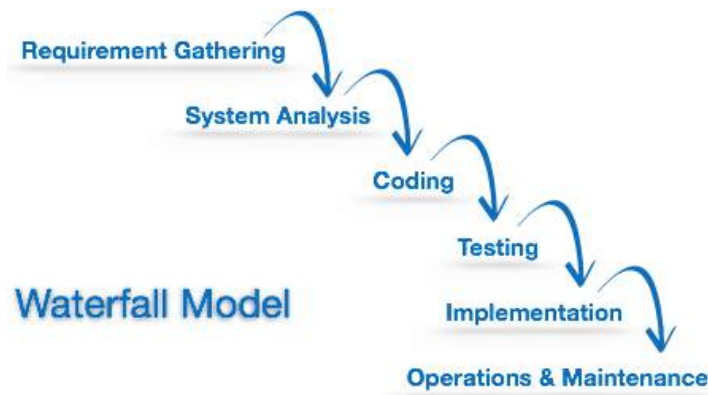 Requirement Gathering
System Analysis
Coding
Testing
Waterfall Model
Implementation
Operations & Maintenance